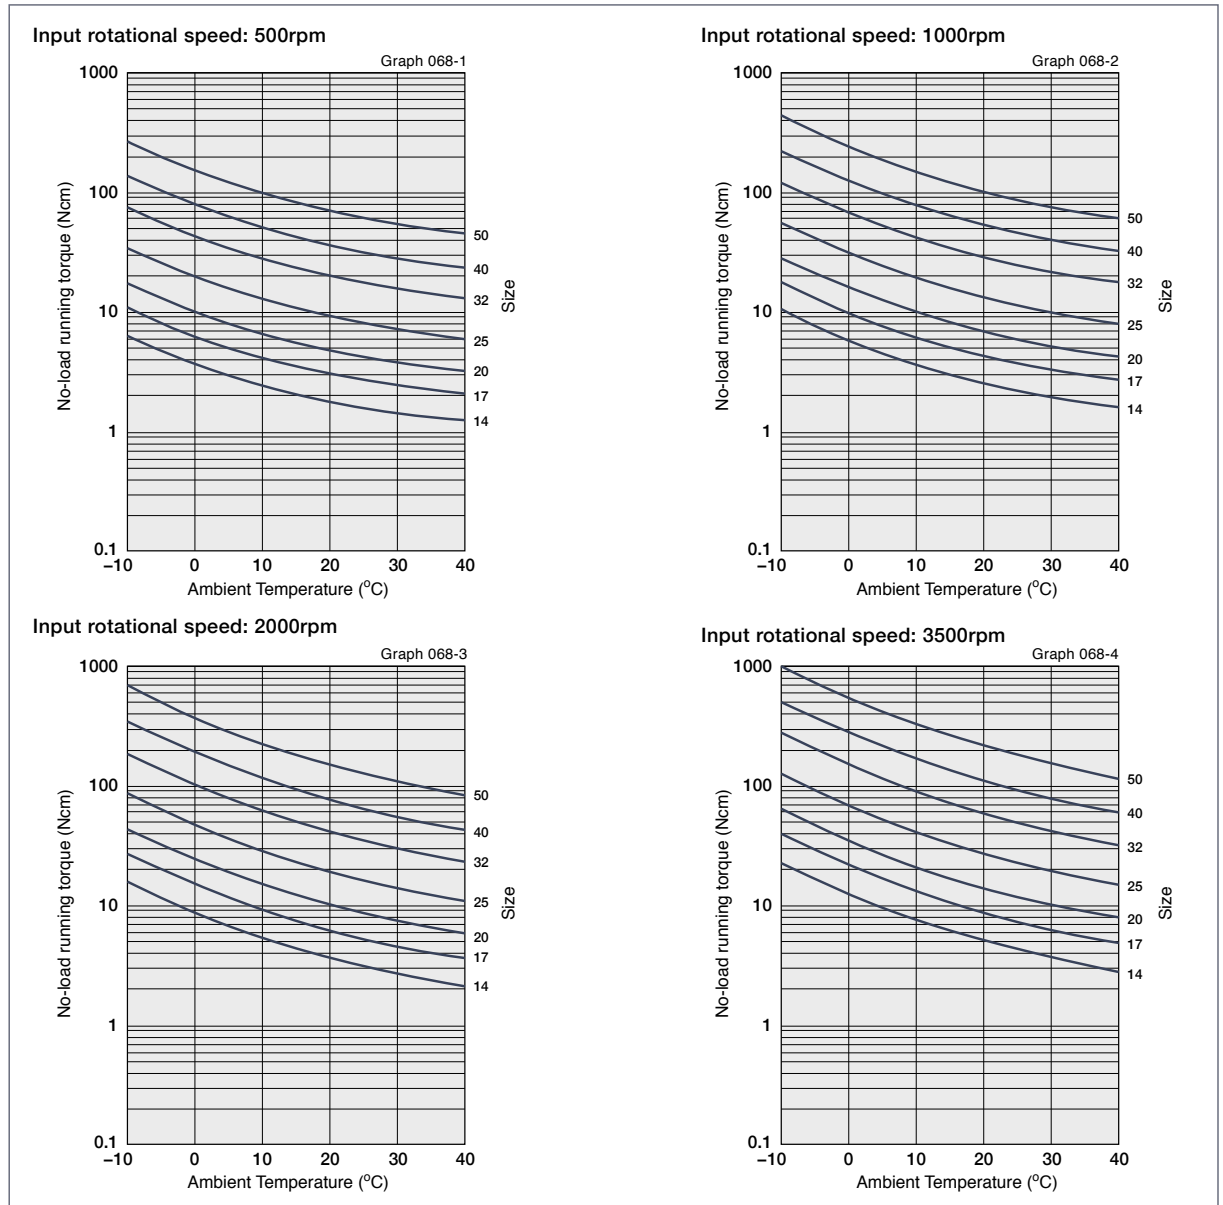 Input rotational speed: 500rpm
Graph 068-1
1000
100
10
1
0.1
No-load running torque (Ncm)
50
40
32
25
20
17
14
Size
–10 0 10 20 30 40
Ambient Temperature (°C)
Input rotational speed: 1000rpm
Graph 068-2
1000
100
10
1
0.1
No-load running torque (Ncm)
50
40
32
25
20
17
14
Size
–10 0 10 20 30 40
Ambient Temperature (°C)
Input rotational speed: 2000rpm
Graph 068-3
1000
100
10
1
0.1
No-load running torque (Ncm)
50
40
32
25
20
17
14
Size
–10 0 10 20 30 40
Ambient Temperature (°C)
Input rotational speed: 3500rpm
Graph 068-4
1000
100
10
1
0.1
No-load running torque (Ncm)
50
40
32
25
20
17
14
Size
–10 0 10 20 30 40
Ambient Temperature (°C)